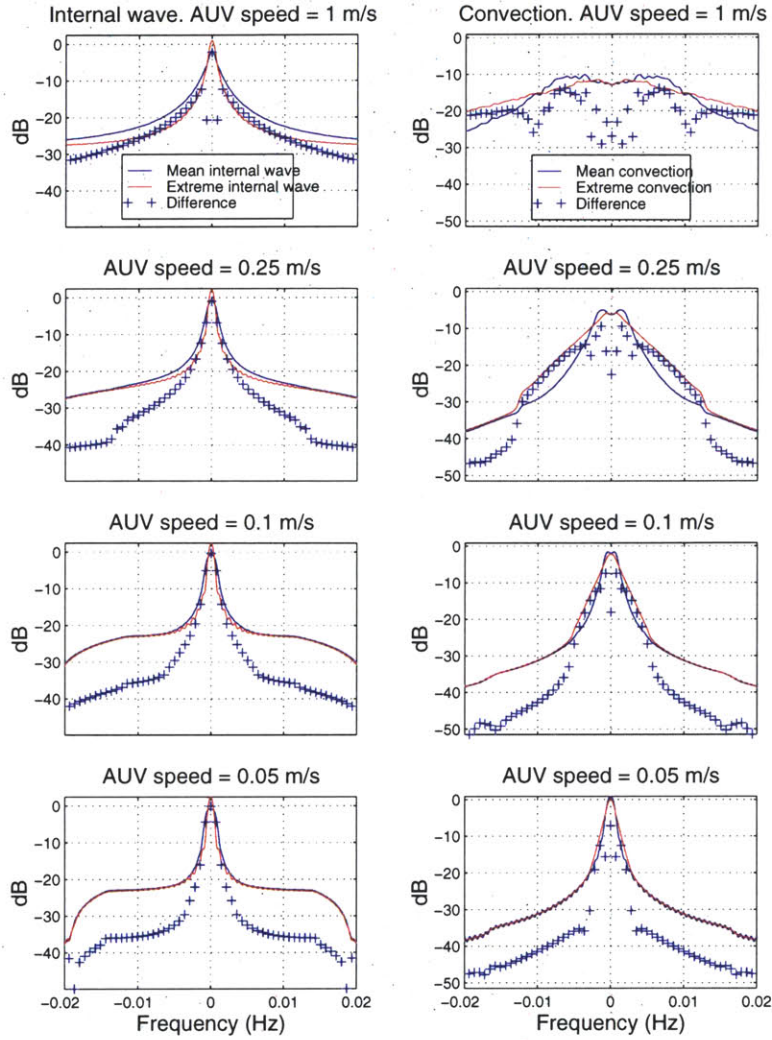 Internal wave. AUV speed = 1 m/s
Convection. AUV speed = 1 m/s
0
−10
−20
−30
−40
dB
Mean internal wave
Extreme internal wave
Difference
0
−10
−20
−30
−40
−50
dB
Mean convection
Extreme convection
Difference
AUV speed = 0.25 m/s
AUV speed = 0.25 m/s
0
−10
−20
−30
−40
dB
0
−10
−20
−30
−40
−50
dB
AUV speed = 0.1 m/s
AUV speed = 0.1 m/s
0
−10
−20
−30
−40
dB
0
−10
−20
−30
−40
−50
dB
AUV speed = 0.05 m/s
AUV speed = 0.05 m/s
0
−10
−20
−30
−40
−50
dB
0
−10
−20
−30
−40
−50
dB
−0.02 −0.01 0 0.01 0.02
−0.02 −0.01 0 0.01 0.02
Frequency (Hz)
Frequency (Hz)